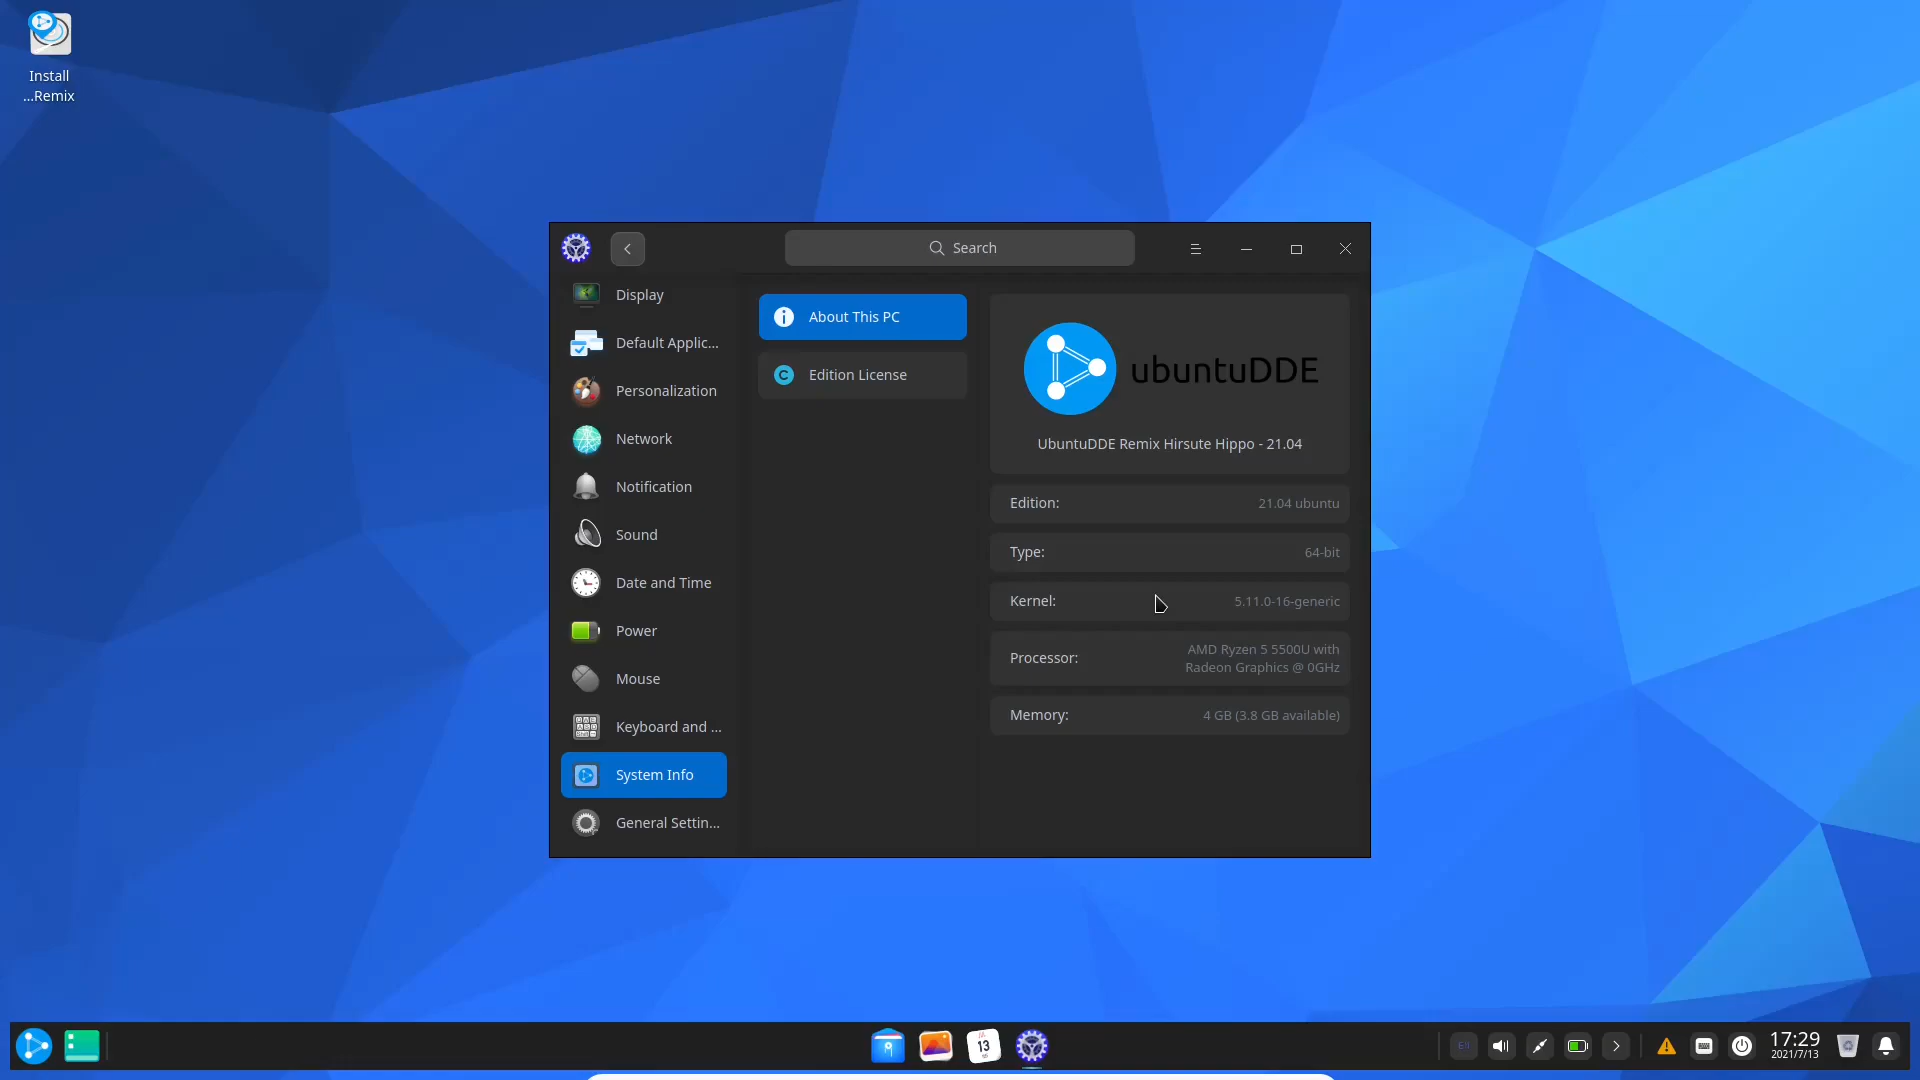 Install
...Remix
Search
Display
Default Applic...
Personalization
Network
Notification
Sound
Date and Time
Power
Mouse
Keyboard and ...
System Info
General Settin...
About This PC
Edition License
ubuntuDDE
UbuntuDDE Remix Hirsute Hippo - 21.04
Edition:
21.04 ubuntu
Type:
64-bit
Kernel:
5.11.0-16-generic
Processor:
AMD Ryzen 5 5500U with
Radeon Graphics @ 0GHz
Memory:
4 GB (3.8 GB available)
13
17:29
2021/7/13